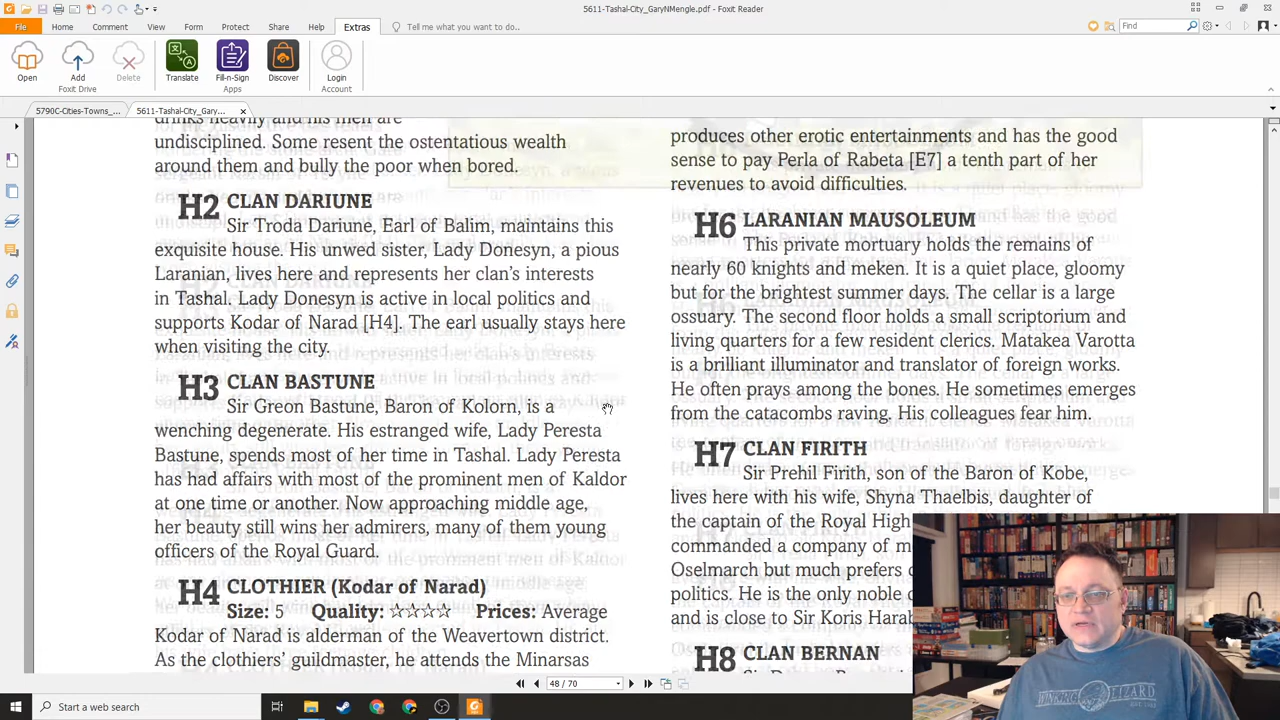 5611-Tashal-City_GaryNMengle.pdf - Foxit Reader
File
Home
Comment
Form
Protect
Share
Help
Extras
Tell me what you want to do..
Find
Open
Add
Delete
Translate
Fill-n-Sign
Discover
Login
Foxit Drive
Apps
Account
5790C-Cities-Towns_...
5611-Tashal-City_Gary...
drinks heavily and his men are
undisciplined. Some resent the ostentatious wealth
around them and bully the poor when bored.
H2 CLAN DARIUNE
Sir Troda Dariune, Earl of Balim, maintains this
exquisite house. His unwed sister, Lady Donesyn, a pious
Laranian, lives here and represents her clan's interests
in Tashal. Lady Donesyn is active in local politics and
supports Kodar of Narad [H4]. The earl usually stays here
when visiting the city.
H3 CLAN BASTUNE
Sir Greon Bastune, Baron of Kolorn, is a
wenching degenerate. His estranged wife, Lady Peresta
Bastune, spends most of her time in Tashal. Lady Peresta
has had affairs with most of the prominent men of Kaldor
at one time or another. Now approaching middle age,
her beauty still wins her admirers, many of them young
officers of the Royal Guard.
H4 CLOTHIER (Kodar of Narad)
Size: 5 Quality: ☆☆☆☆ Prices: Average
Kodar of Narad is alderman of the Weavertown district.
As the clothiers' guildmaster, he attends the Minarsas
produces other erotic entertainments and has the good
sense to pay Perla of Rabeta [E7] a tenth part of her
revenues to avoid difficulties.
H6 LARANIAN MAUSOLEUM
This private mortuary holds the remains of
nearly 60 knights and meken. It is a quiet place, gloomy
but for the brightest summer days. The cellar is a large
ossuary. The second floor holds a small scriptorium and
living quarters for a few resident clerics. Matakea Varotta
is a brilliant illuminator and translator of foreign works.
He often prays among the bones. He sometimes emerges
from the catacombs raving. His colleagues fear him.
H7 CLAN FIRITH
Sir Prehil Firith, son of the Baron of Kobe,
lives here with his wife, Shyna Thaelbis, daughter of
the captain of the Royal High
commanded a company of m
Oselmarch but much prefers
politics. He is the only noble
and is close to Sir Koris Harab
H8 CLAN BERNAN
48 / 70
Start a web search